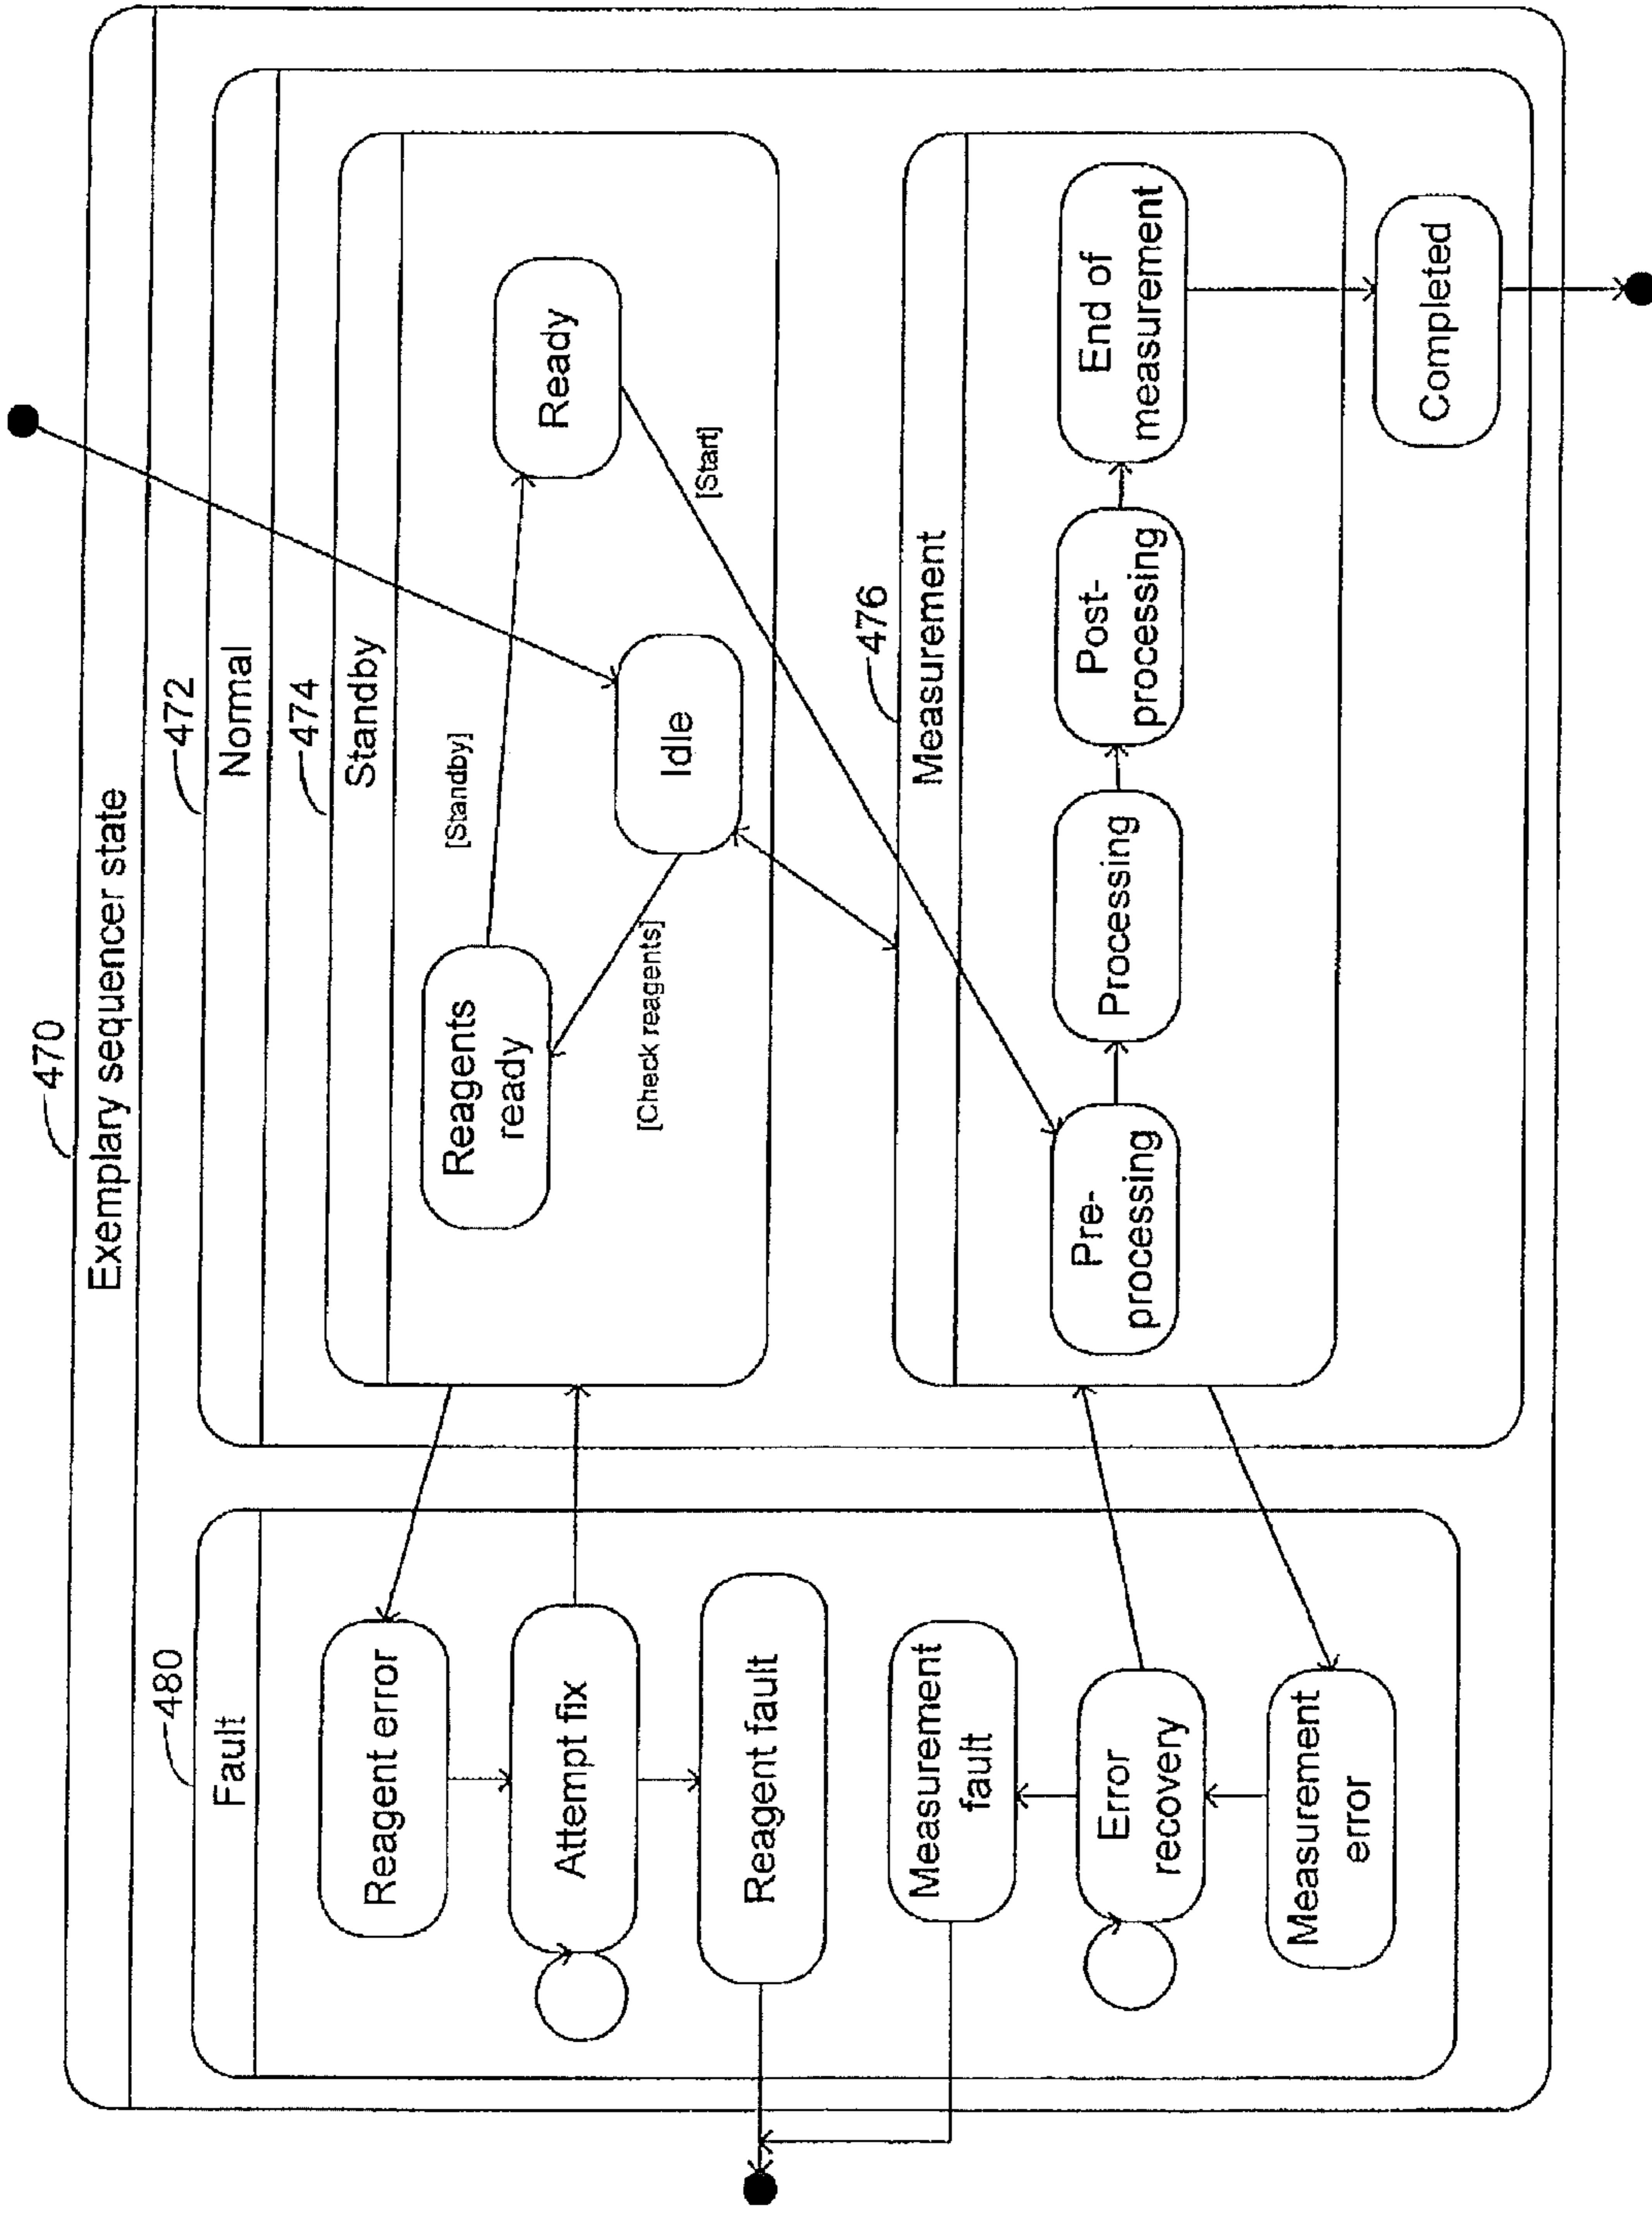 470
Exemplary sequencer state
480
Fault
Reagent error
Attempt fix
Reagent fault
Measurement
fault
Error
recovery
Measurement
error
472
Normal
474
Standby
Reagents
ready
[Standby]
Ready
Idle
[Check reagents]
[Start]
476
Measurement
Pre-
processing
Processing
Post-
processing
End of
measurement
Completed